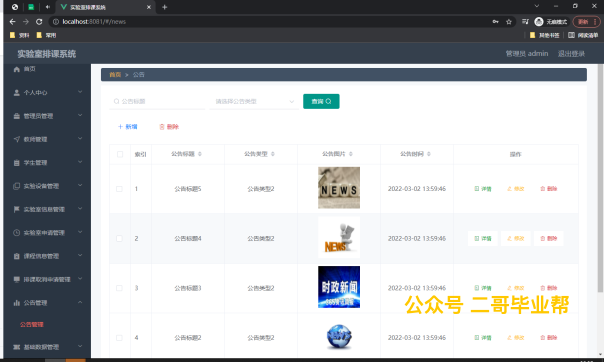 实验室排课系统
localhost:8081/#/news
无痕模式
更新
资料
常用
其他书签
阅读清单
实验室排课系统
管理员 admin
退出登录
首页
个人中心
管理员管理
教师管理
学生管理
实验设备管理
实验室信息管理
实验室申请管理
课程信息管理
排课取消申请管理
公告管理
公告管理
基础数据管理
首页 > 公告
公告标题
请选择公告类型
查询
+ 新增
删除
索引 公告标题 公告类型 公告图片 公告时间 操作
1 公告标题5 公告类型2 NEWS 2022-03-02 13:59:46 详情 修改 删除
2 公告标题4 公告类型2 NEWS 2022-03-02 13:59:46 详情 修改 删除
3 公告标题3 公告类型2 时政新闻 2022-03-02 13:59:46 详情 修改 删除
公众号 二哥毕业帮
4 公告标题2 公告类型2 2022-03-02 13:59:46 详情 修改 删除